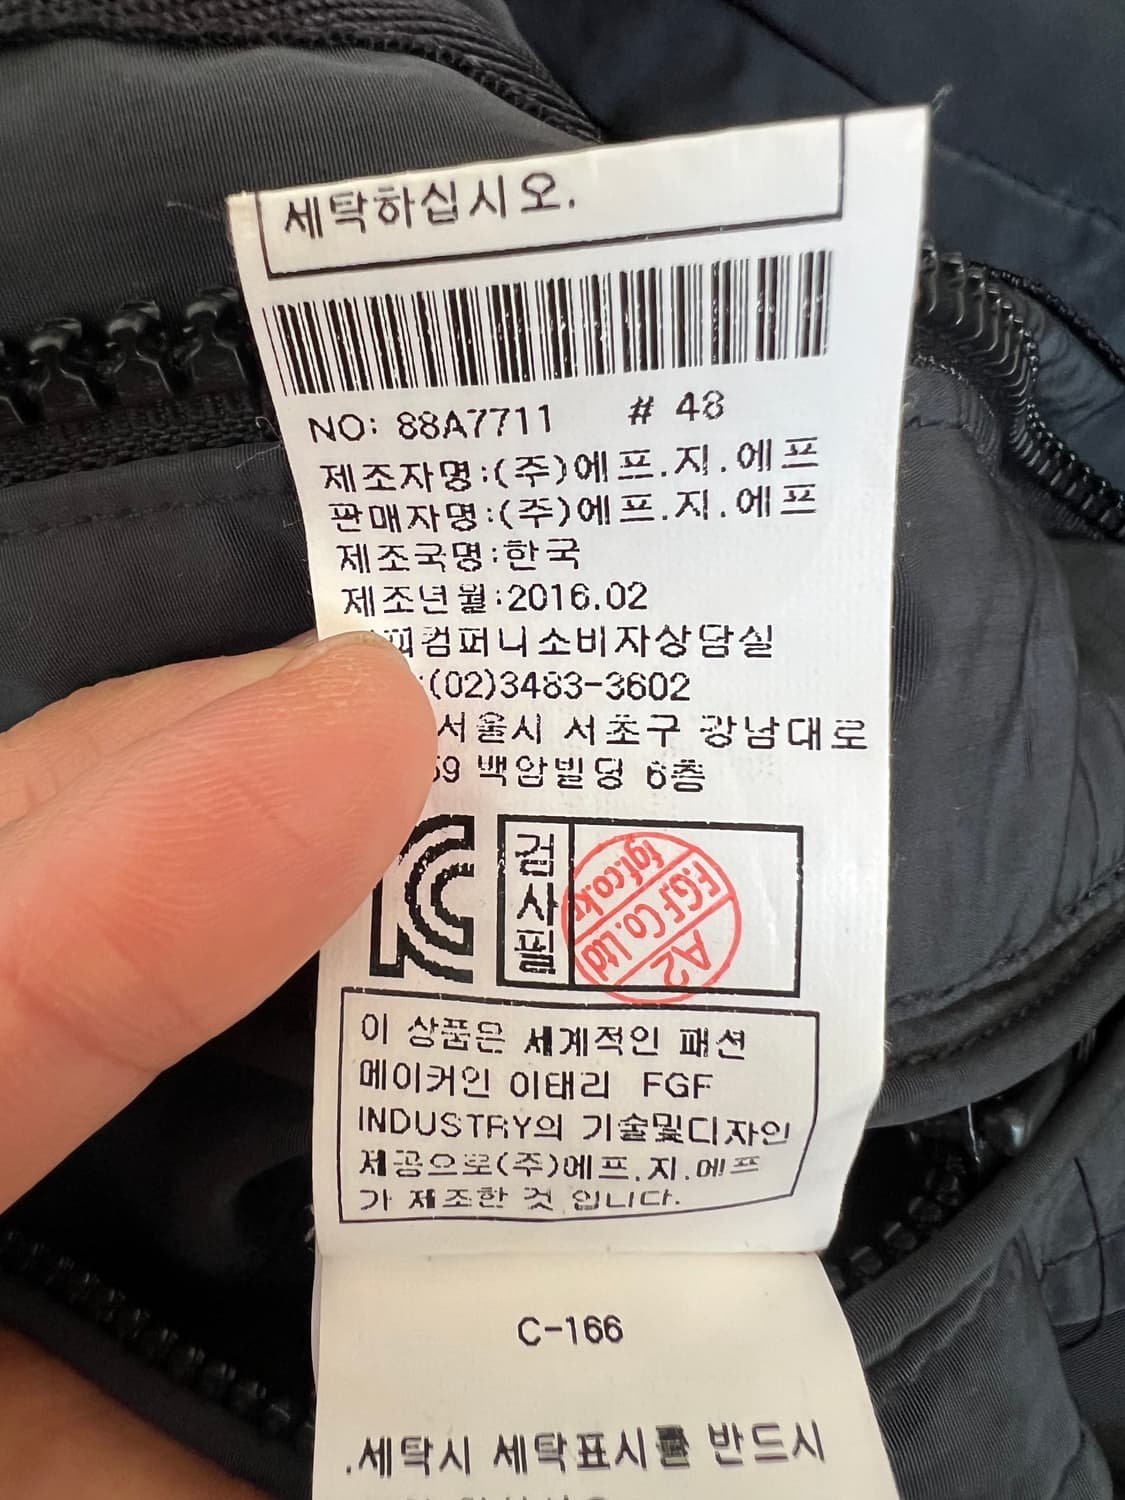 세탁하십시오.
NO: 88A7711 # 48
제조자명:(주)에프.지.에프
판매자명:(주)에프.지.에프
제조국명:한국
제조년월:2016.02
피컴퍼니소비자상담실
:(02)3483-3602
서울시 서초구 강남대로
59 백암빌딩 6층
검사필
fgf.co.kr
F.G.F Co. Ltd
A2
이 상품은 세계적인 패션
메이커인 이태리 FGF
INDUSTRY의 기술및디자인
제공으로(주)에프.지.에프
가 제조한 것 입니다.
C-166
.세탁시 세탁표시를 반드시